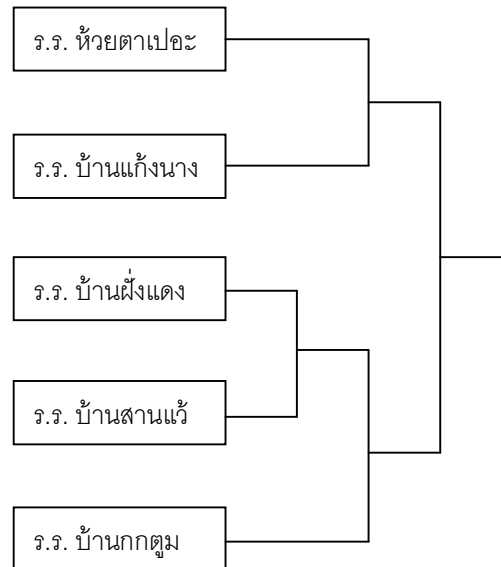 ร.ร. ห้วยตาเปอะ
ร.ร. บ้านแก้งนาง
ร.ร. บ้านฝั่งแดง
ร.ร. บ้านสานแว้
ร.ร. บ้านกกตูม